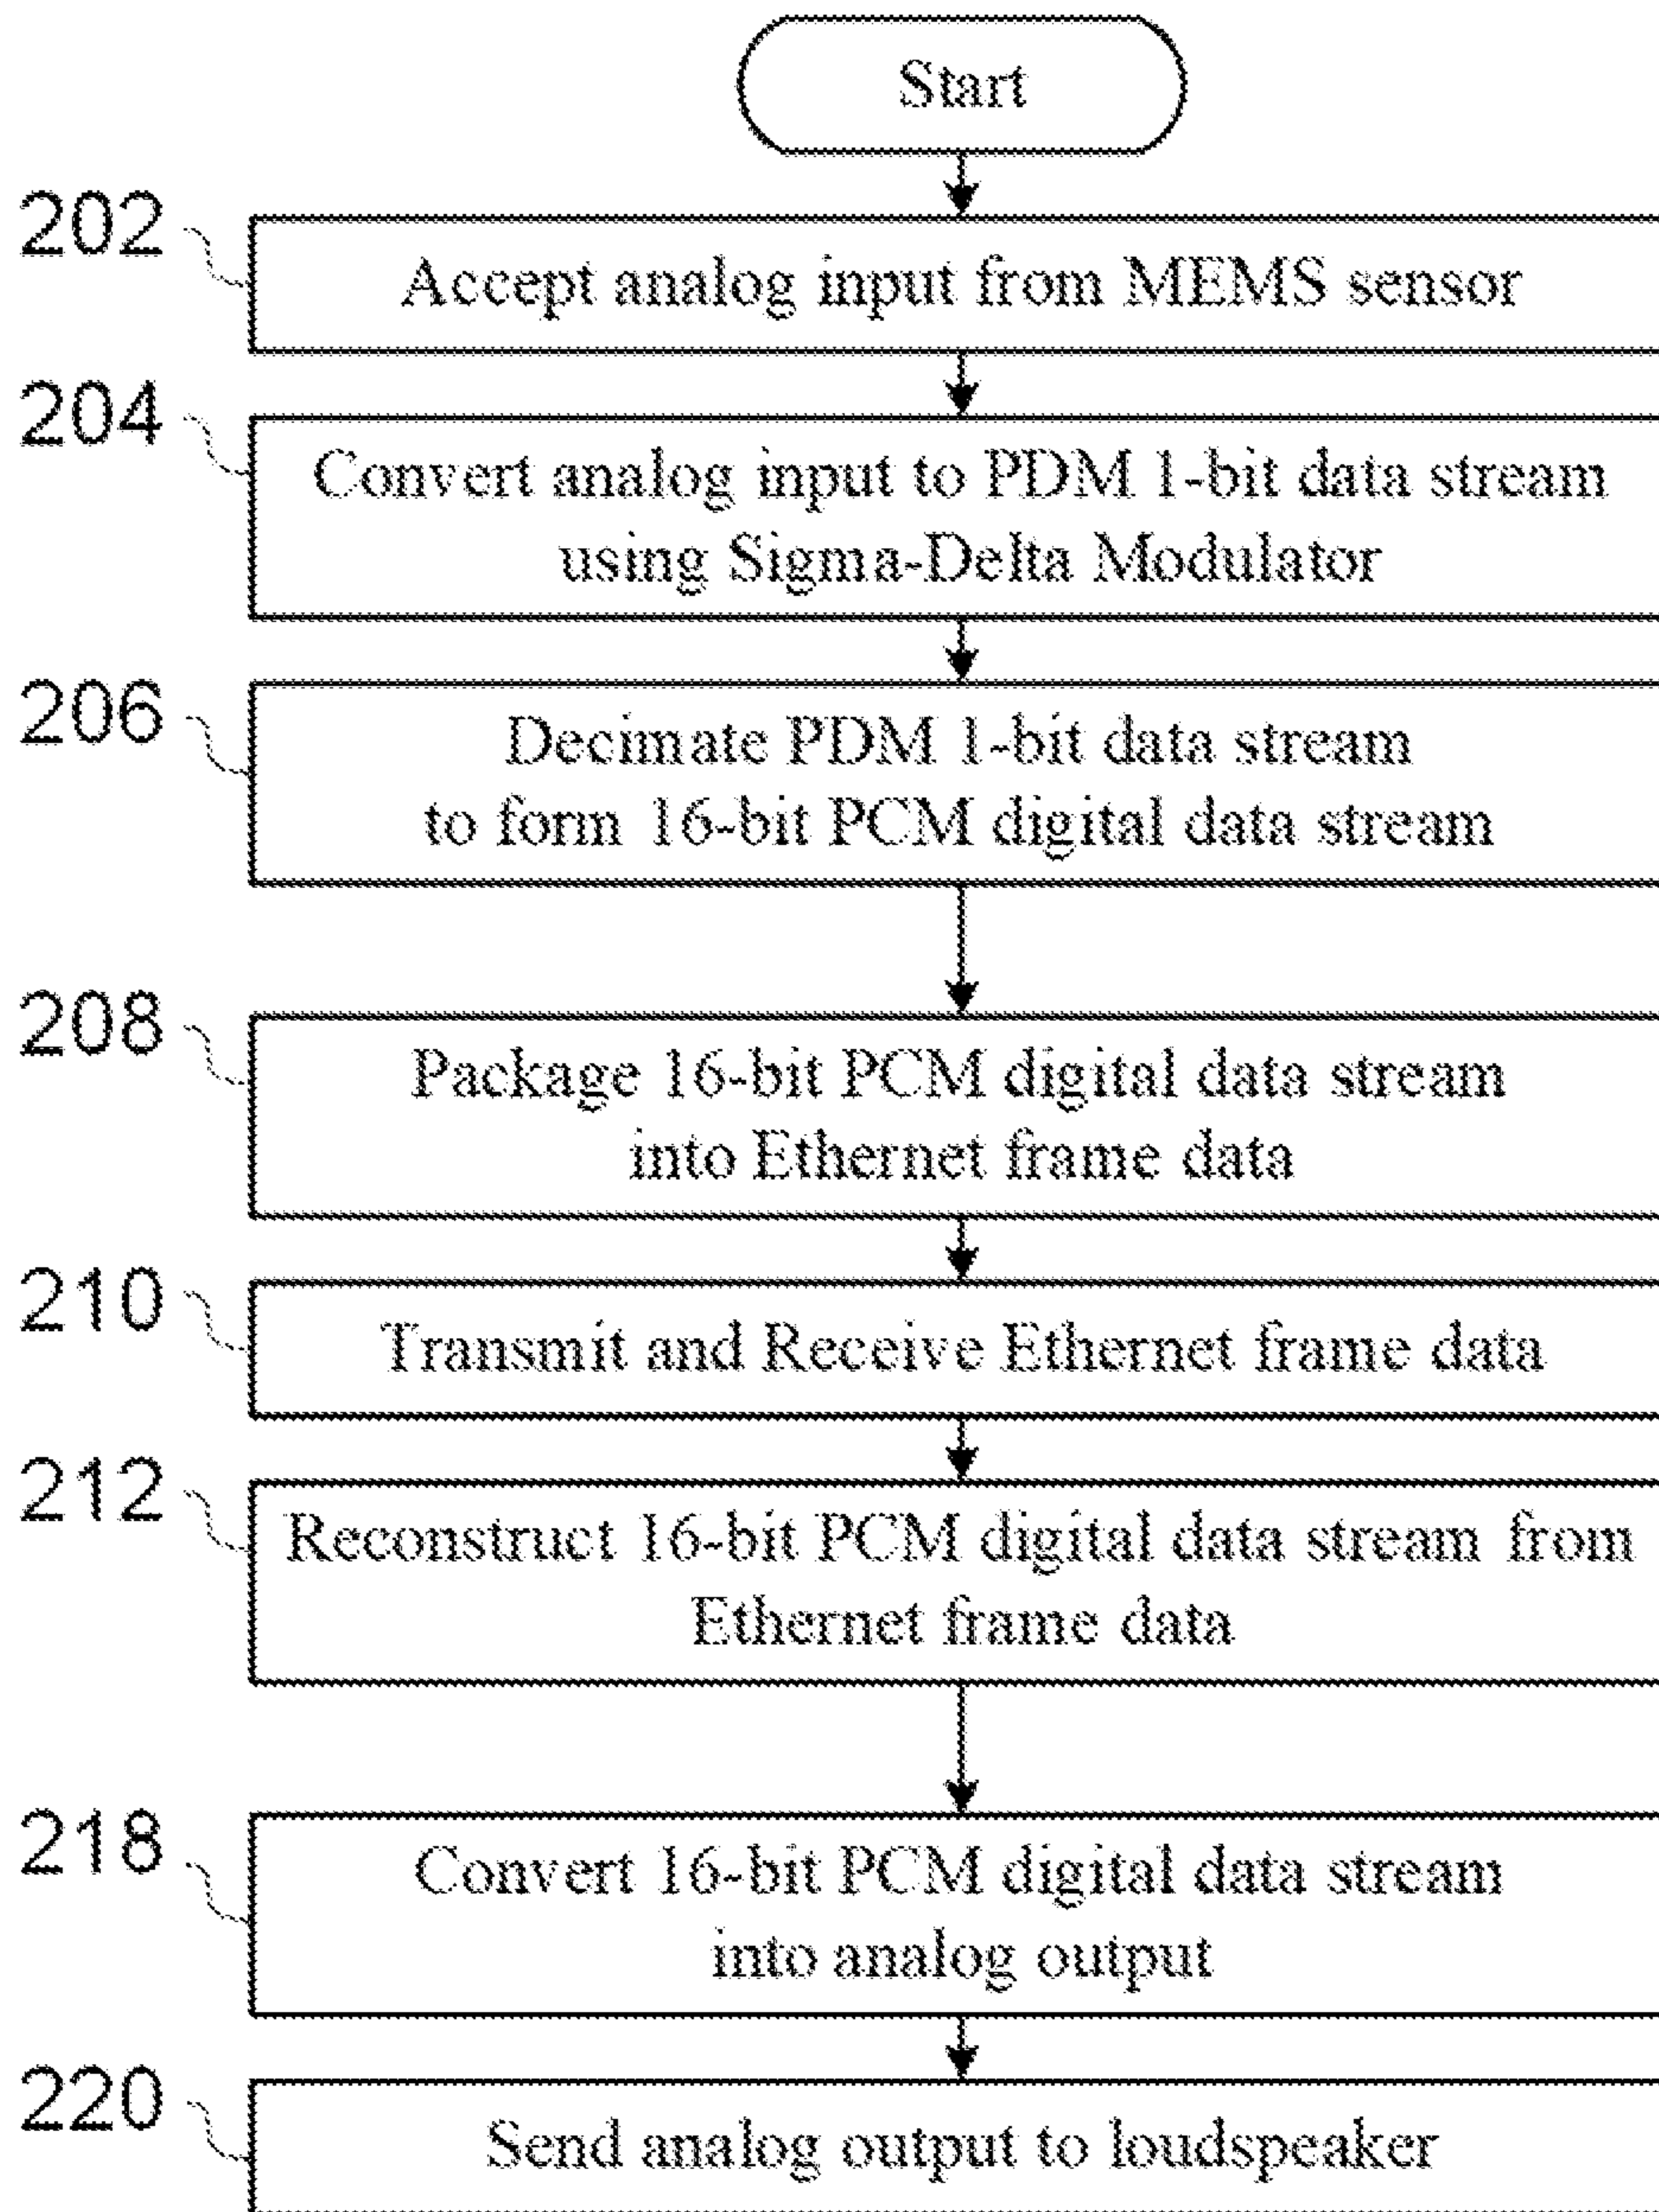 Start
202
Accept analog input from MEMS sensor
204
Convert analog input to PDM 1-bit data stream
using Sigma-Delta Modulator
206
Decimate PDM 1-bit data stream
to form 16-bit PCM digital data stream
208
Package 16-bit PCM digital data stream
into Ethernet frame data
210
Transmit and Receive Ethernet frame data
212
Reconstruct 16-bit PCM digital data stream from
Ethernet frame data
218
Convert 16-bit PCM digital data stream
into analog output
220
Send analog output to loudspeaker